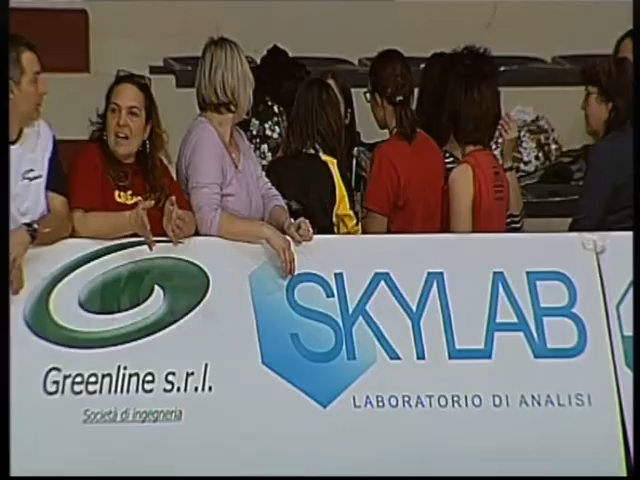 Greenline s.r.l.
Società di ingegneria
SKYLAB
LABORATORIO DI ANALISI